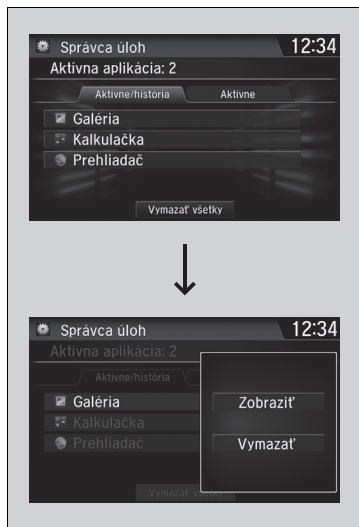 Správca úloh 12:34
Aktívna aplikácia: 2
Aktívne/história Aktívne
Galéria
Kalkulačka
Prehliadač
Vymazať všetky
Správca úloh 12:34
Aktívna aplikácia: 2
Aktívne/história
Galéria Zobraziť
Kalkulačka
Prehliadač Vymazať
Vymazať všetky